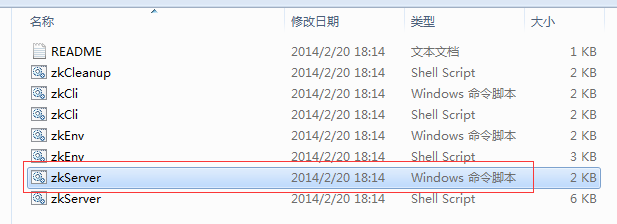 名称 修改日期 类型 大小
README 2014/2/20 18:14 文本文档 1 KB
zkCleanup 2014/2/20 18:14 Shell Script 2 KB
zkCli 2014/2/20 18:14 Windows 命令脚本 2 KB
zkCli 2014/2/20 18:14 Shell Script 2 KB
zkEnv 2014/2/20 18:14 Windows 命令脚本 2 KB
zkEnv 2014/2/20 18:14 Shell Script 3 KB
zkServer 2014/2/20 18:14 Windows 命令脚本 2 KB
zkServer 2014/2/20 18:14 Shell Script 6 KB